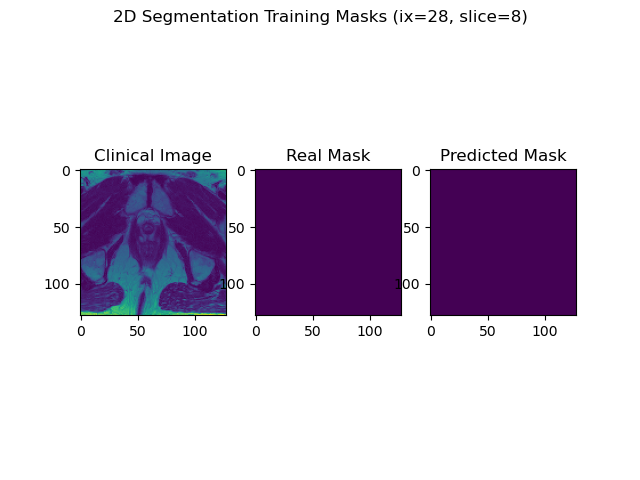 2D Segmentation Training Masks (ix=28, slice=8)
Clinical Image Real Mask Predicted Mask
0 0 0
50 50 50
100 100 100
0 50 100 0 50 100 0 50 100